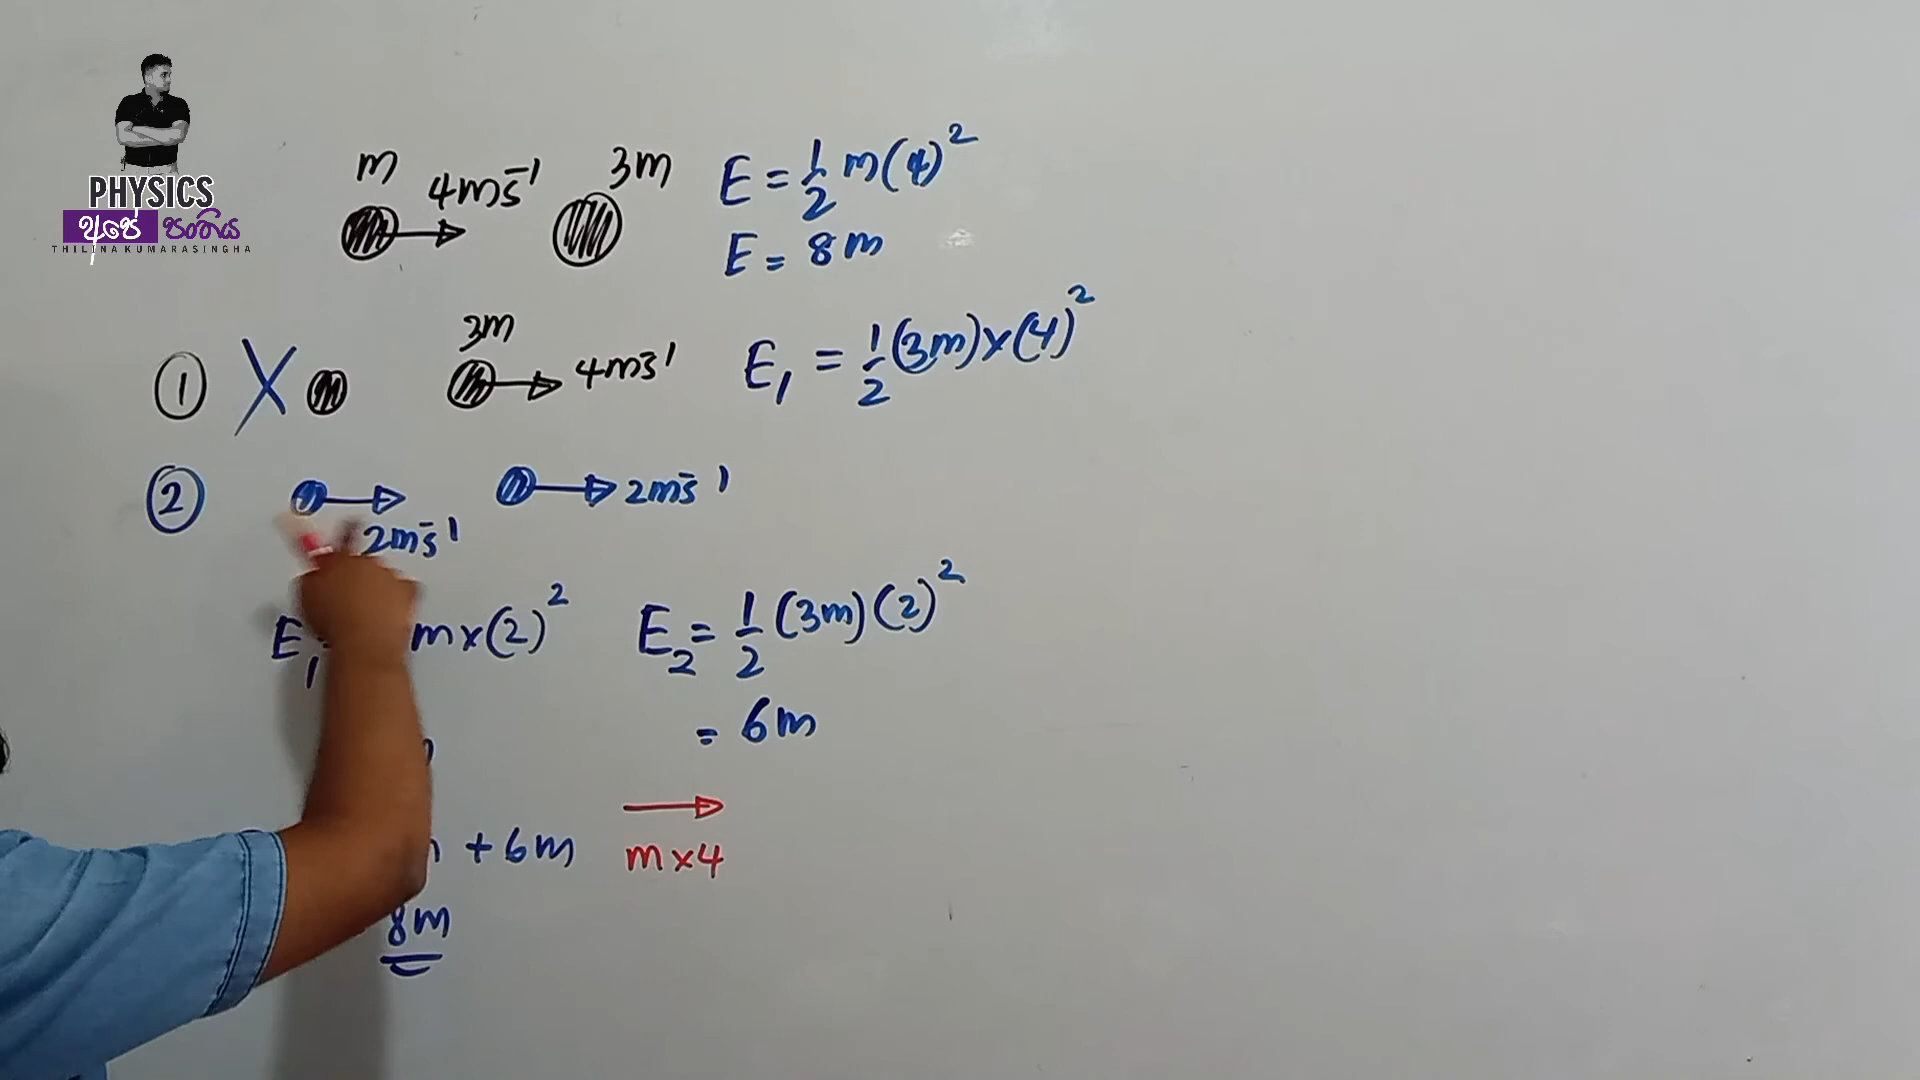 PHYSICS
අපේ පංතිය
THILINA KUMARASINGHA
m 4ms⁻¹ 3m E = 1/2 m(4)²
E = 8m
① X 3m 4ms⁻¹ E₁ = 1/2 (3m)×(4)²
② 2ms⁻¹ 2ms⁻¹
E₁ m×(2)² E₂ = 1/2 (3m)(2)²
= 6m
+ 6m m×4
8m